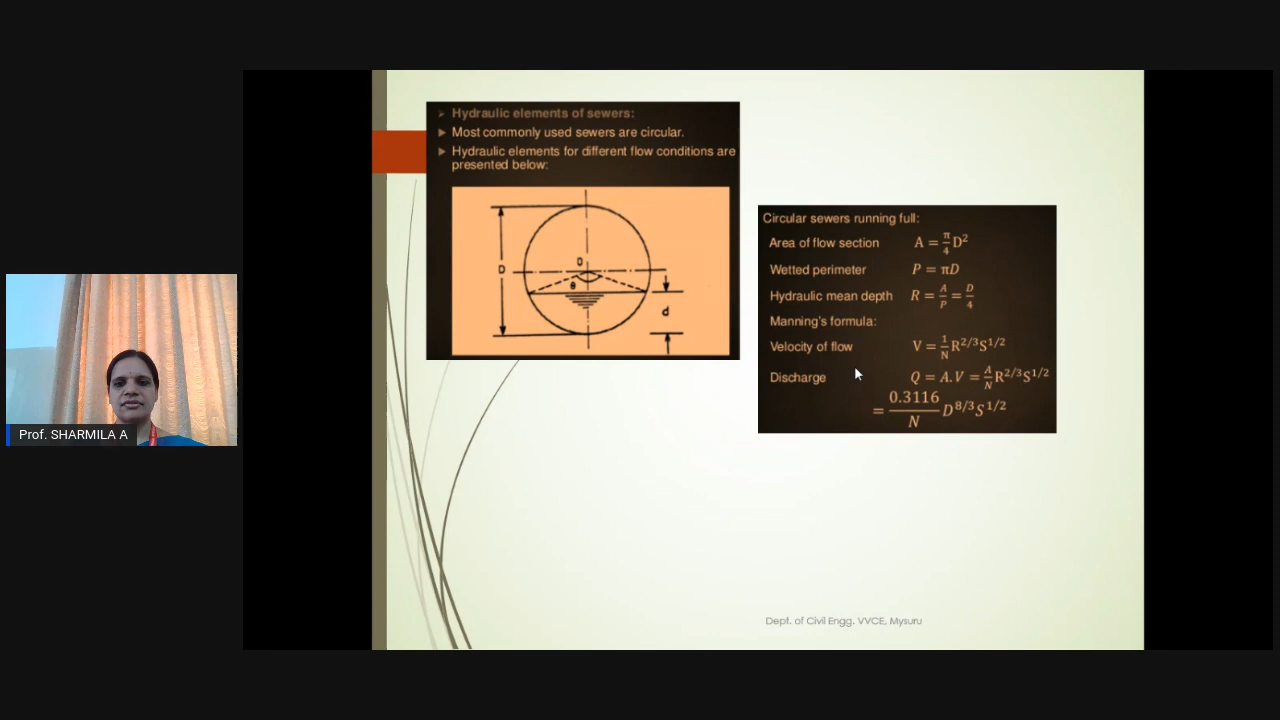 Hydraulic elements of sewers:
Most commonly used sewers are circular.
Hydraulic elements for different flow conditions are
presented below:
D
D
θ
d
Circular sewers running full:
Area of flow section A = π/4 D²
Wetted perimeter P = πD
Hydraulic mean depth R = A/P = D/4
Manning's formula:
Velocity of flow V = 1/N R^2/3 S^1/2
Discharge Q = A.V = A/N R^2/3 S^1/2
= 0.3116/N D^8/3 S^1/2
Prof. SHARMILA A
Dept. of Civil Engg. VVCE, Mysuru